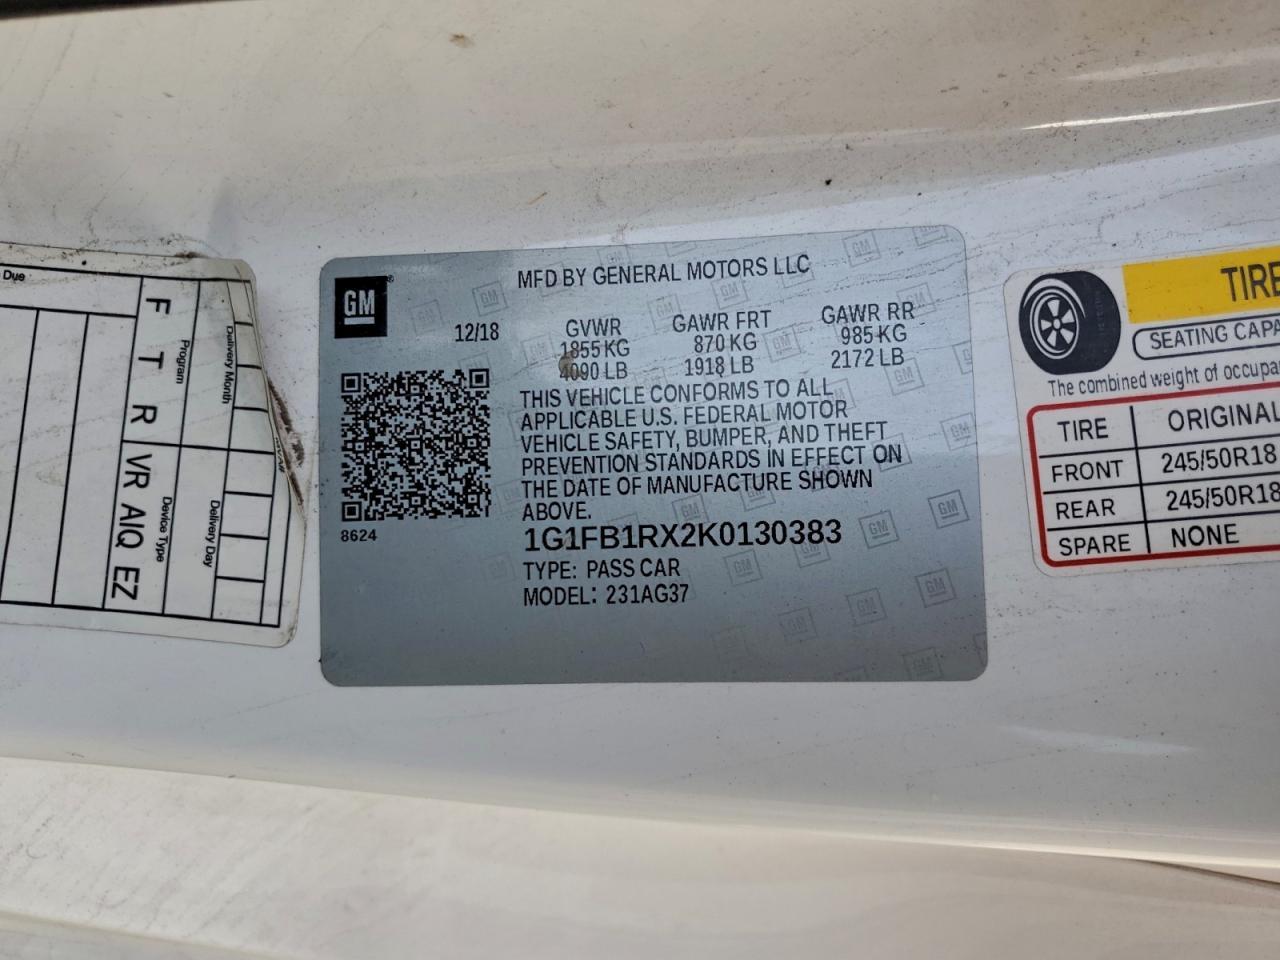 Due
F T R VR AIQ EZ
Program
Device Type
Delivery Month
Delivery Day
GM
®
MFD BY GENERAL MOTORS LLC
12/18
GVWR GAWR FRT GAWR RR
1855 KG 870 KG 985 KG
4090 LB 1918 LB 2172 LB
THIS VEHICLE CONFORMS TO ALL
APPLICABLE U.S. FEDERAL MOTOR
VEHICLE SAFETY, BUMPER, AND THEFT
PREVENTION STANDARDS IN EFFECT ON
THE DATE OF MANUFACTURE SHOWN
ABOVE.
8624
1G1FB1RX2K0130383
TYPE: PASS CAR
MODEL: 231AG37
TIRE
SEATING CAPA
The combined weight of occupa
TIRE ORIGINAL
FRONT 245/50R18
REAR 245/50R18
SPARE NONE